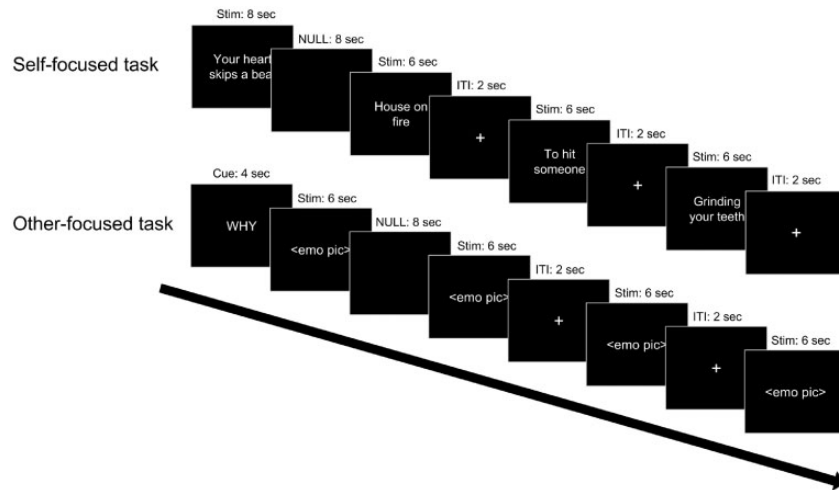 Stim: 8 sec
NULL: 8 sec
Self-focused task
Your heart
skips a beat
Stim: 6 sec
House on
fire
ITI: 2 sec
+
Stim: 6 sec
To hit
someone
ITI: 2 sec
+
Stim: 6 sec
Grinding
your teeth
ITI: 2 sec
+
Cue: 4 sec
Other-focused task
WHY
Stim: 6 sec
<emo pic>
NULL: 8 sec
Stim: 6 sec
<emo pic>
ITI: 2 sec
+
Stim: 6 sec
<emo pic>
ITI: 2 sec
+
Stim: 6 sec
<emo pic>